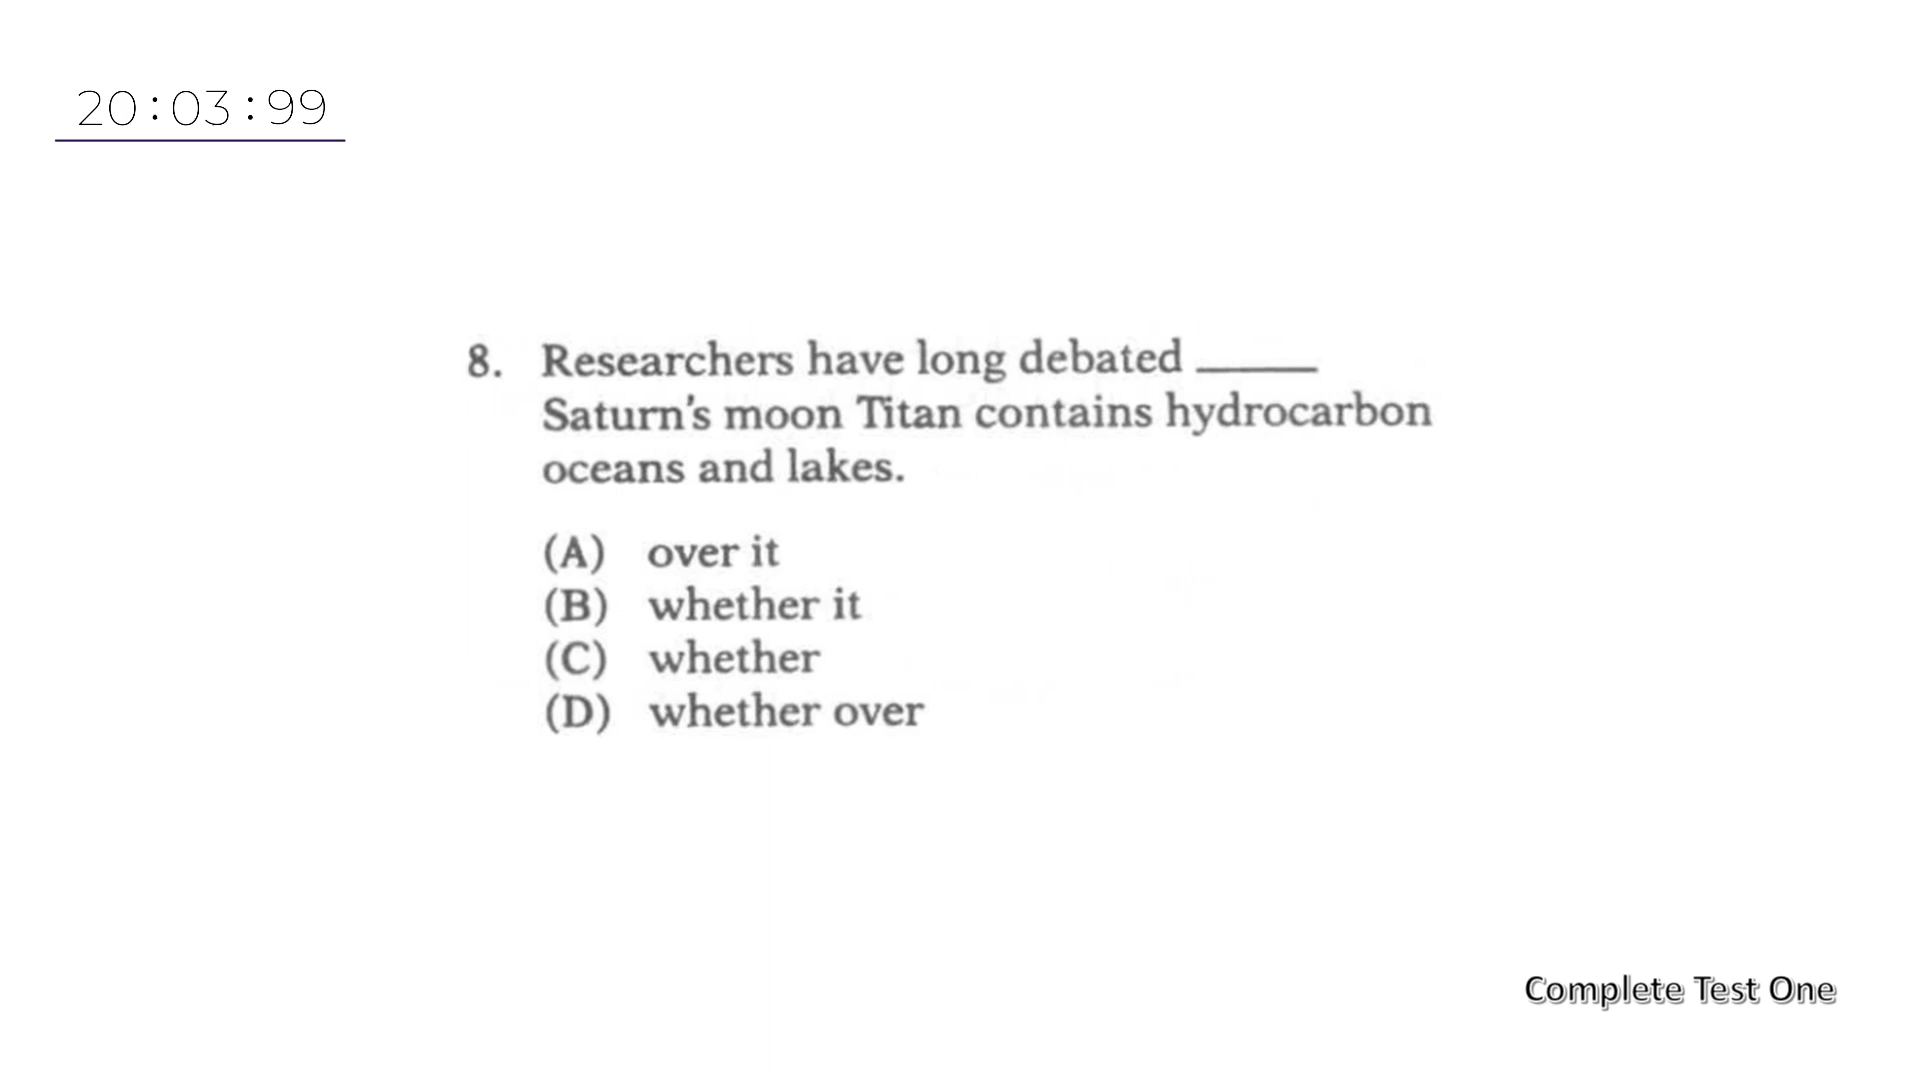 20:03:99
8. Researchers have long debated ______
Saturn's moon Titan contains hydrocarbon
oceans and lakes.
(A) over it
(B) whether it
(C) whether
(D) whether over
Complete Test One